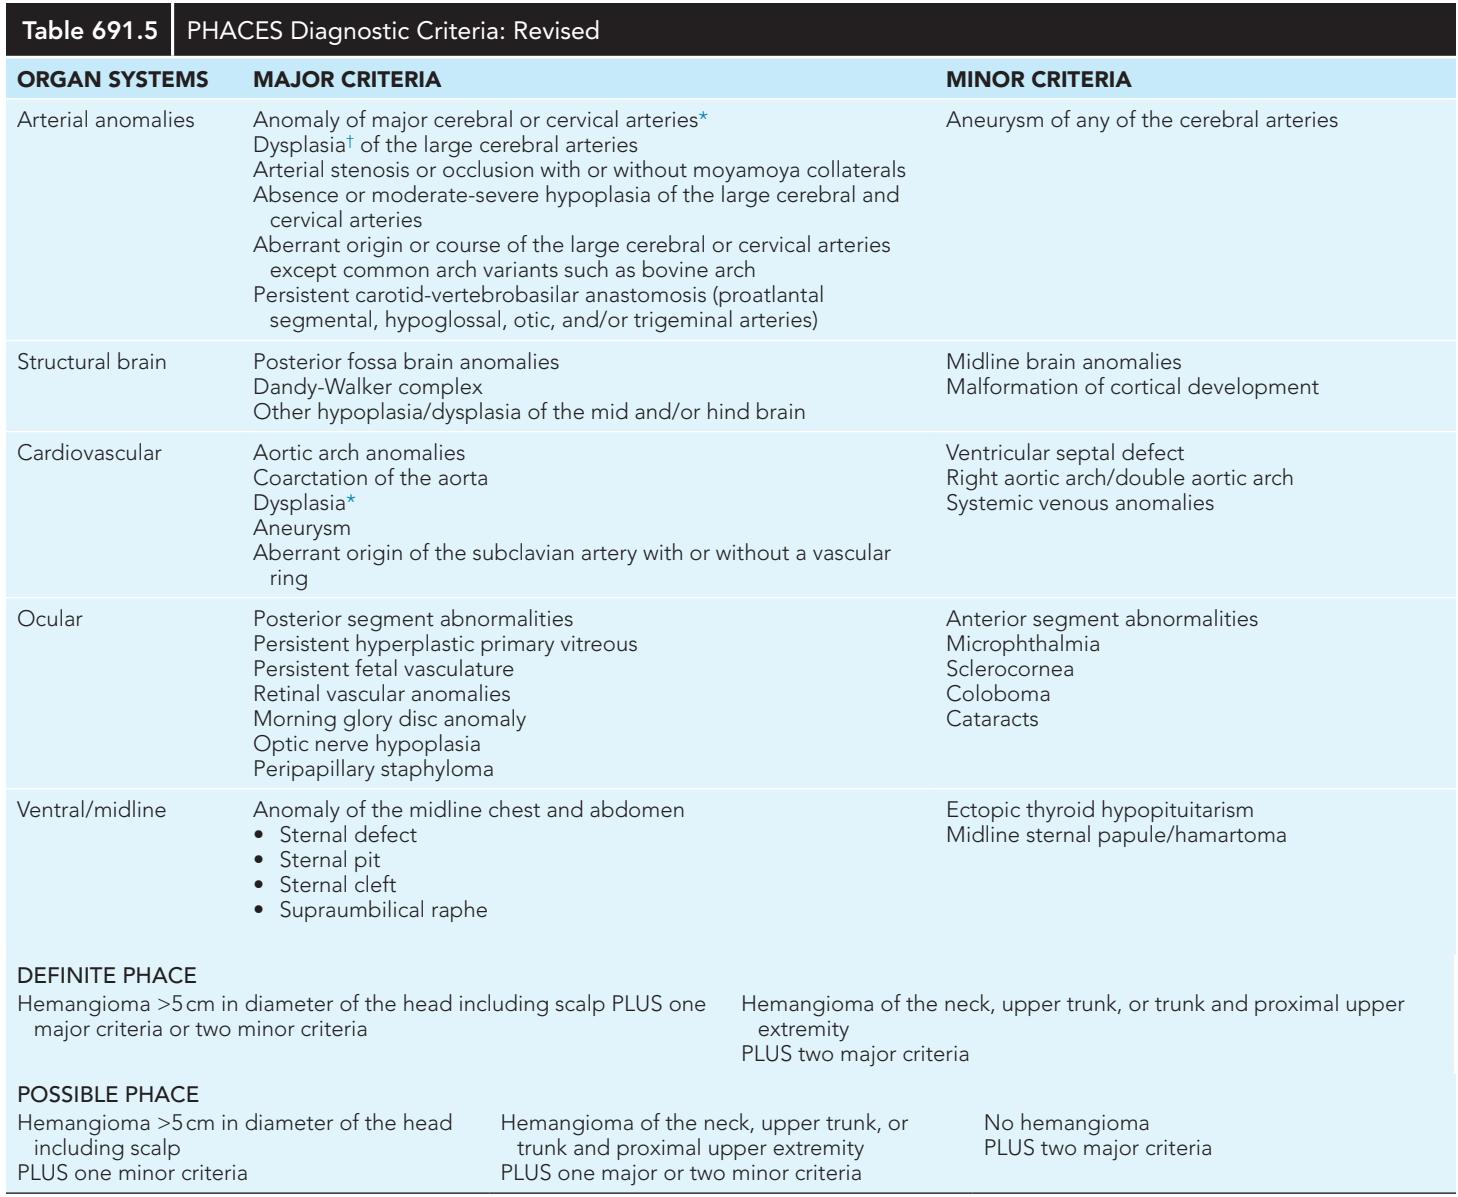 Table 691.5 PHACES Diagnostic Criteria: Revised
ORGAN SYSTEMS MAJOR CRITERIA MINOR CRITERIA
Arterial anomalies Anomaly of major cerebral or cervical arteries* Aneurysm of any of the cerebral arteries
Dysplasia† of the large cerebral arteries
Arterial stenosis or occlusion with or without moyamoya collaterals
Absence or moderate-severe hypoplasia of the large cerebral and
cervical arteries
Aberrant origin or course of the large cerebral or cervical arteries
except common arch variants such as bovine arch
Persistent carotid-vertebrobasilar anastomosis (proatlantal
segmental, hypoglossal, otic, and/or trigeminal arteries)
Structural brain Posterior fossa brain anomalies Midline brain anomalies
Dandy-Walker complex Malformation of cortical development
Other hypoplasia/dysplasia of the mid and/or hind brain
Cardiovascular Aortic arch anomalies Ventricular septal defect
Coarctation of the aorta Right aortic arch/double aortic arch
Dysplasia* Systemic venous anomalies
Aneurysm
Aberrant origin of the subclavian artery with or without a vascular
ring
Ocular Posterior segment abnormalities Anterior segment abnormalities
Persistent hyperplastic primary vitreous Microphthalmia
Persistent fetal vasculature Sclerocornea
Retinal vascular anomalies Coloboma
Morning glory disc anomaly Cataracts
Optic nerve hypoplasia
Peripapillary staphyloma
Ventral/midline Anomaly of the midline chest and abdomen Ectopic thyroid hypopituitarism
• Sternal defect Midline sternal papule/hamartoma
• Sternal pit
• Sternal cleft
• Supraumbilical raphe
DEFINITE PHACE
Hemangioma >5 cm in diameter of the head including scalp PLUS one
major criteria or two minor criteria
Hemangioma of the neck, upper trunk, or trunk and proximal upper
extremity
PLUS two major criteria
POSSIBLE PHACE
Hemangioma >5 cm in diameter of the head
including scalp
PLUS one minor criteria
Hemangioma of the neck, upper trunk, or
trunk and proximal upper extremity
PLUS one major or two minor criteria
No hemangioma
PLUS two major criteria